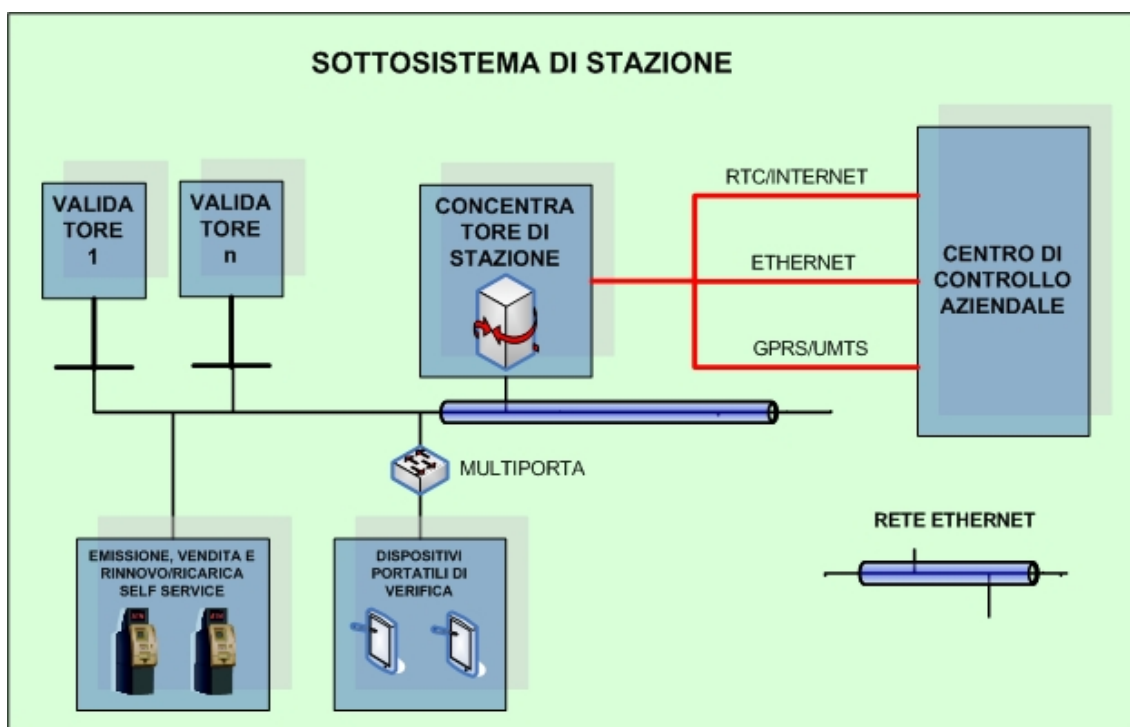 SOTTOSISTEMA DI STAZIONE
VALIDA
TORE
1
VALIDA
TORE
n
CONCENTRA
TORE DI
STAZIONE
RTC/INTERNET
ETHERNET
GPRS/UMTS
CENTRO DI
CONTROLLO
AZIENDALE
MULTIPORTA
EMISSIONE, VENDITA E
RINNOVO/RICARICA
SELF SERVICE
DISPOSITIVI
PORTATILI DI
VERIFICA
RETE ETHERNET